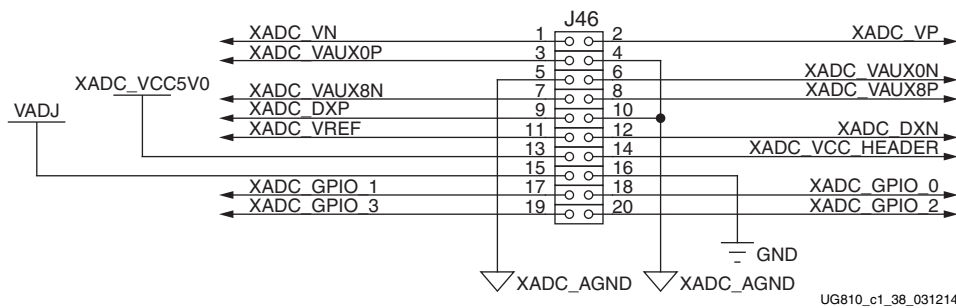 J46
XADC_VN 1 2 XADC_VP
XADC_VAUX0P 3 4
5 6 XADC_VAUX0N
XADC_VCC5V0
XADC_VAUX8N 7 8 XADC_VAUX8P
VADJ
XADC_DXP 9 10
XADC_VREF 11 12 XADC_DXN
13 14 XADC_VCC_HEADER
15 16
XADC_GPIO_1 17 18 XADC_GPIO_0
XADC_GPIO_3 19 20 XADC_GPIO_2
GND
XADC_AGND XADC_AGND
UG810_c1_38_031214